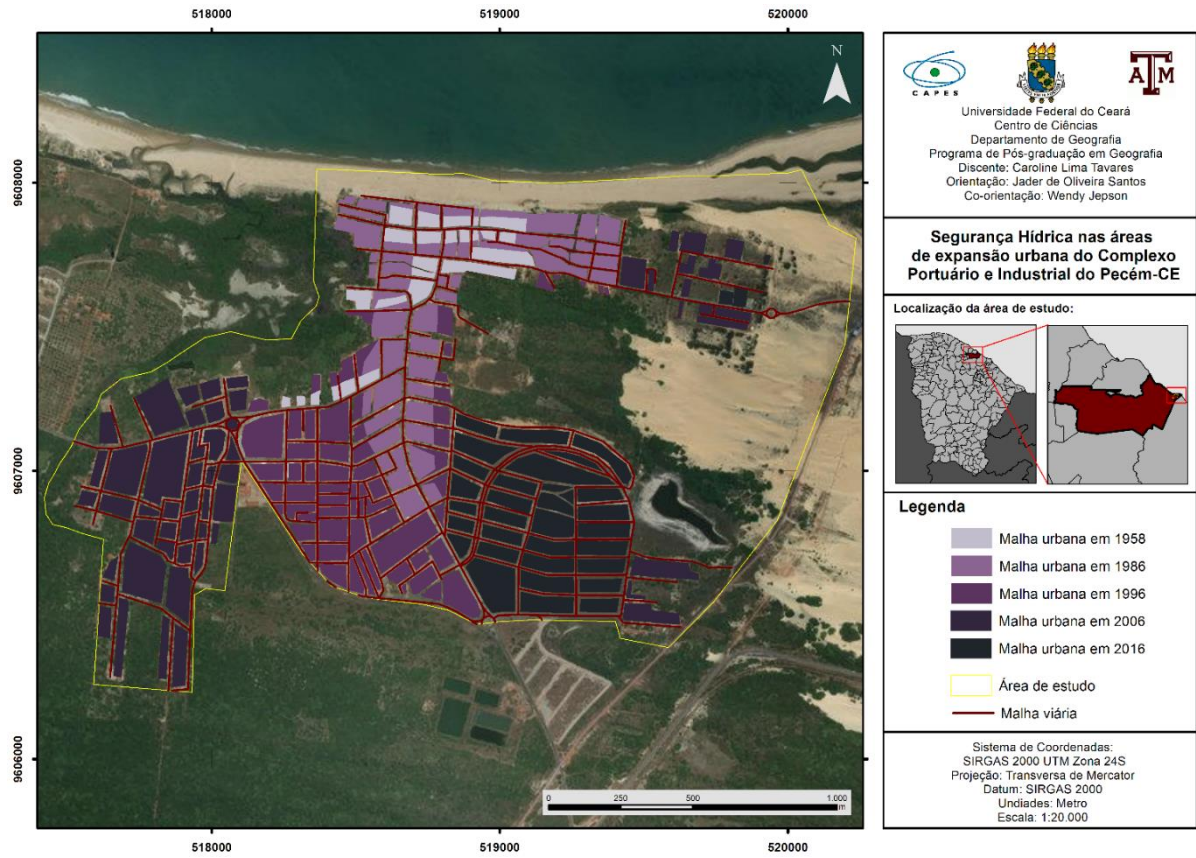 518000
519000
520000
9608000
9607000
9606000
N
0
250
500
1.000
m
518000
519000
520000
CAPES
ATM
Universidade Federal do Ceará
Centro de Ciências
Departamento de Geografia
Programa de Pós-graduação em Geografia
Discente: Caroline Lima Tavares
Orientação: Jader de Oliveira Santos
Co-orientação: Wendy Jepson
Segurança Hídrica nas áreas
de expansão urbana do Complexo
Portuário e Industrial do Pecém-CE
Localização da área de estudo:
Legenda
Malha urbana em 1958
Malha urbana em 1986
Malha urbana em 1996
Malha urbana em 2006
Malha urbana em 2016
Área de estudo
Malha viária
Sistema de Coordenadas:
SIRGAS 2000 UTM Zona 24S
Projeção: Transversa de Mercator
Datum: SIRGAS 2000
Undiades: Metro
Escala: 1:20.000